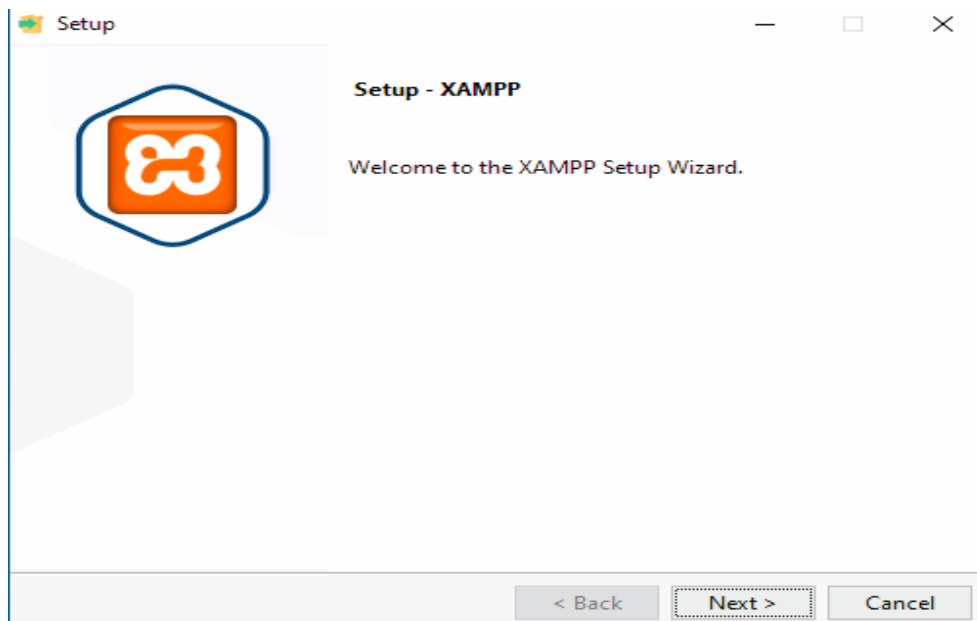 Setup
Setup - XAMPP
Welcome to the XAMPP Setup Wizard.
< Back
Next >
Cancel